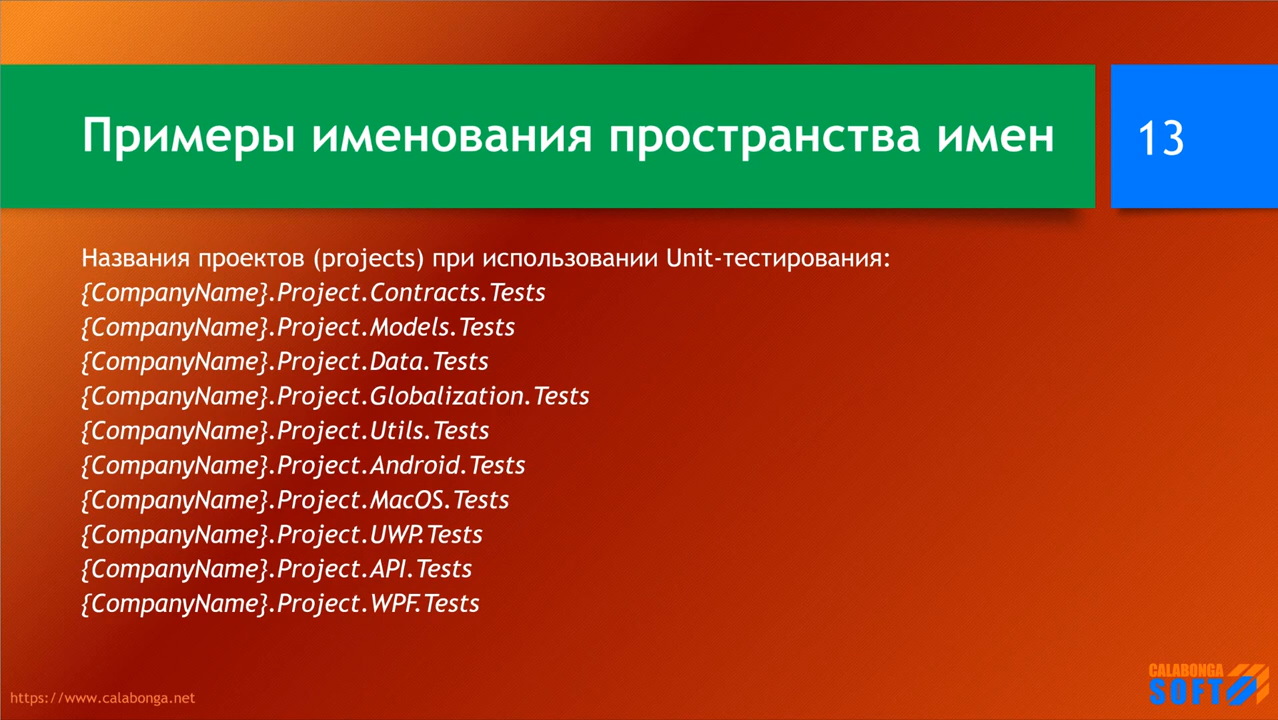 Примеры именования пространства имен
13
Названия проектов (projects) при использовании Unit-тестирования:
{CompanyName}.Project.Contracts.Tests
{CompanyName}.Project.Models.Tests
{CompanyName}.Project.Data.Tests
{CompanyName}.Project.Globalization.Tests
{CompanyName}.Project.Utils.Tests
{CompanyName}.Project.Android.Tests
{CompanyName}.Project.MacOS.Tests
{CompanyName}.Project.UWP.Tests
{CompanyName}.Project.API.Tests
{CompanyName}.Project.WPF.Tests
https://www.calabonga.net
CALABONGA
SOFT